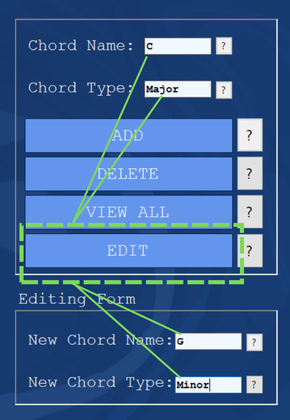 Chord Name: C ?
Chord Type: Major ?
ADD ?
DELETE ?
VIEW ALL ?
EDIT ?
Editing Form
New Chord Name: G ?
New Chord Type: Minor ?